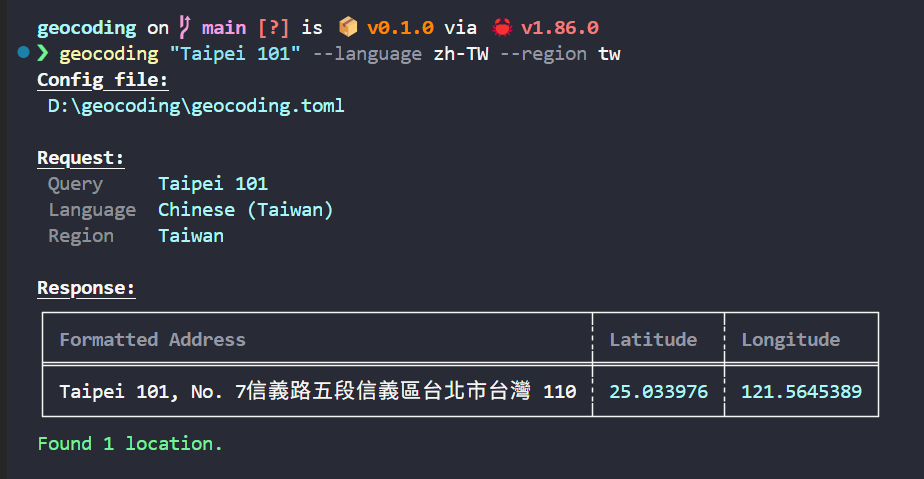 geocoding on main [?] is 📦 v0.1.0 via 🦀 v1.86.0
❯ geocoding "Taipei 101" --language zh-TW --region tw
Config file:
D:\geocoding\geocoding.toml
Request:
Query Taipei 101
Language Chinese (Taiwan)
Region Taiwan
Response:
Formatted Address Latitude Longitude
Taipei 101, No. 7信義路五段信義區台北市台灣 110 25.033976 121.5645389
Found 1 location.